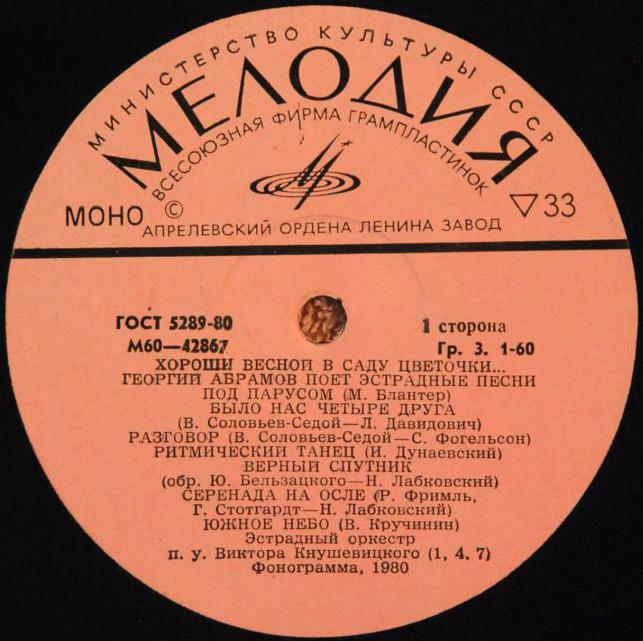 МИНИСТЕРСТВО КУЛЬТУРЫ СССР
МЕЛОДИЯ
ВСЕСОЮЗНАЯ ФИРМА ГРАМПЛАСТИНОК
МОНО © ▽33
АПРЕЛЕВСКИЙ ОРДЕНА ЛЕНИНА ЗАВОД
ГОСТ 5289-80 1 сторона
М60—42867 Гр. 3. 1-60
ХОРОШИ ВЕСНОЙ В САДУ ЦВЕТОЧКИ...
ГЕОРГИЙ АБРАМОВ ПОЕТ ЭСТРАДНЫЕ ПЕСНИ
ПОД ПАРУСОМ (М. Блантер)
БЫЛО НАС ЧЕТЫРЕ ДРУГА
(В. Соловьев-Седой—Л. Давидович)
РАЗГОВОР (В. Соловьев-Седой—С. Фогельсон)
РИТМИЧЕСКИЙ ТАНЕЦ (И. Дунаевский)
ВЕРНЫЙ СПУТНИК
(обр. Ю. Бельзацкого—Н. Лабковский)
СЕРЕНАДА НА ОСЛЕ (Р. Фримль,
Г. Стотгардт—Н. Лабковский)
ЮЖНОЕ НЕБО (В. Кручинин)
Эстрадный оркестр
п. у. Виктора Кнушевицкого (1, 4, 7)
Фонограмма, 1980